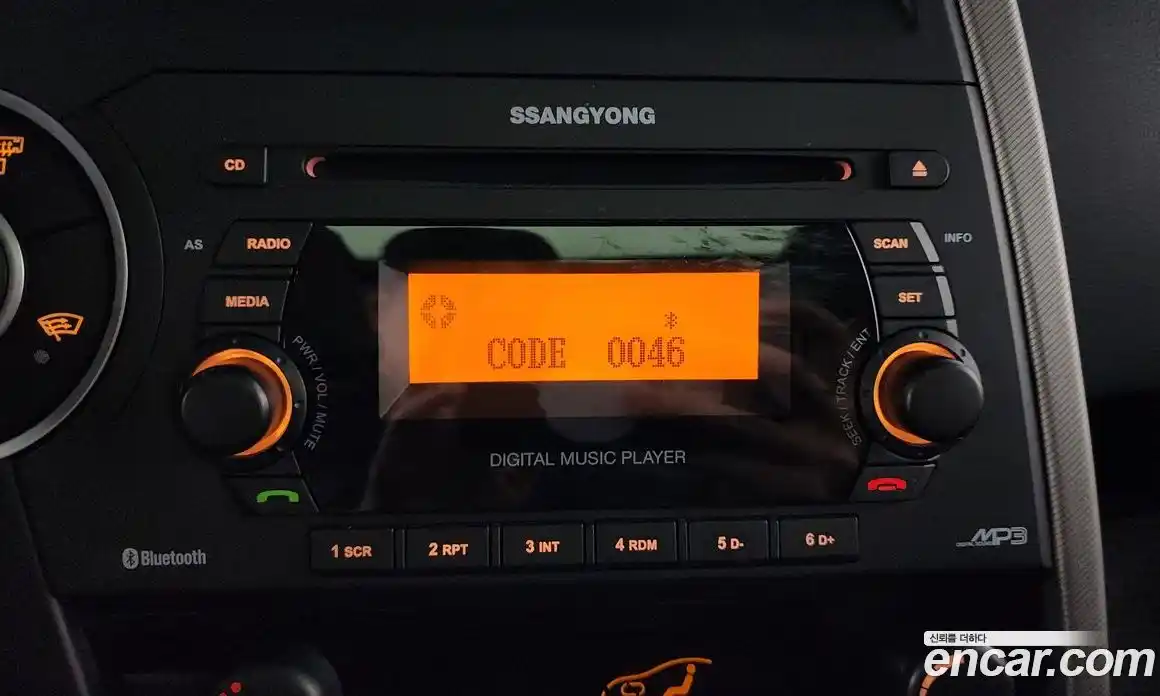 SSANGYONG
CD
AS
RADIO
SCAN
INFO
MEDIA
SET
CODE 0046
PWR / VOL / MUTE
SEEK / TRACK / ENT
DIGITAL MUSIC PLAYER
1 SCR
2 RPT
3 INT
4 RDM
5 D-
6 D+
Bluetooth
MP3
신뢰를 더하다
encar.com